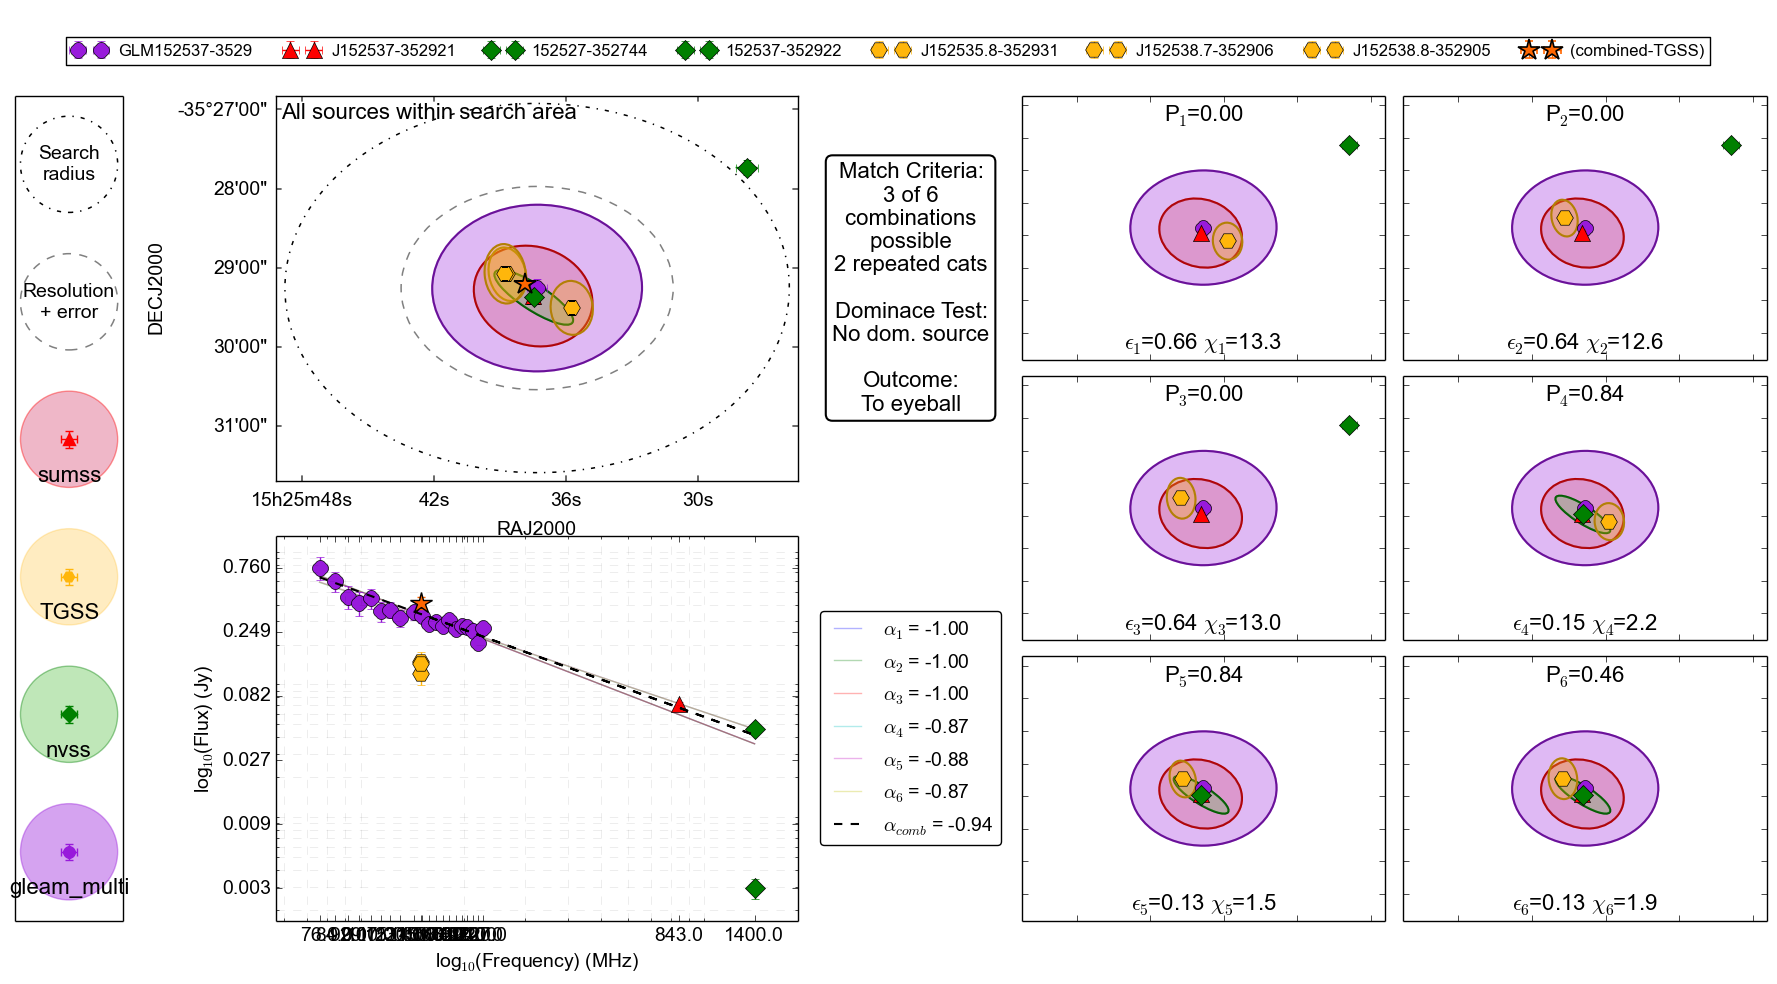 GLM152537-3529 J152537-352921 152527-352744 152537-352922 J152535.8-352931 J152538.7-352906 J152538.8-352905 (combined-TGSS)
Search
radius
Resolution
+ error
sumss
TGSS
nvss
gleam_multi
All sources within search area
-35°27'00"
28'00"
29'00"
30'00"
31'00"
DECJ2000
15h25m48s 42s 36s 30s
RAJ2000
Match Criteria:
3 of 6
combinations
possible
2 repeated cats
Dominace Test:
No dom. source
Outcome:
To eyeball
0.760
0.249
0.082
0.027
0.009
0.003
log10(Flux) (Jy)
843.0 1400.0
log10(Frequency) (MHz)
α1 = -1.00
α2 = -1.00
α3 = -1.00
α4 = -0.87
α5 = -0.88
α6 = -0.87
αcomb = -0.94
P1=0.00
ϵ1=0.66 χ1=13.3
P2=0.00
ϵ2=0.64 χ2=12.6
P3=0.00
ϵ3=0.64 χ3=13.0
P4=0.84
ϵ4=0.15 χ4=2.2
P5=0.84
ϵ5=0.13 χ5=1.5
P6=0.46
ϵ6=0.13 χ6=1.9